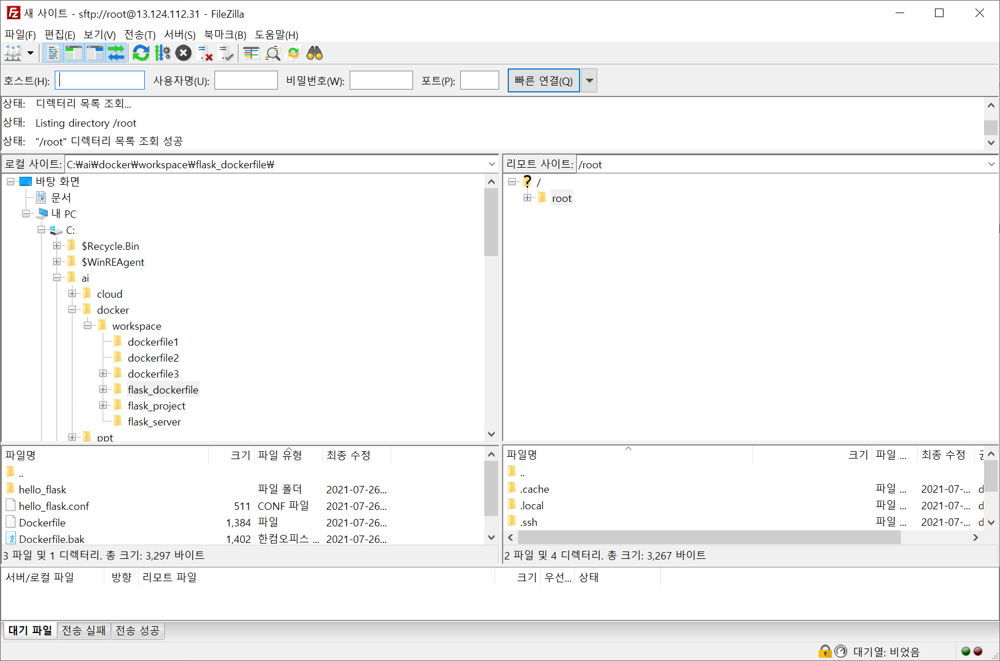 새 사이트 - sftp://root@13.124.112.31 - FileZilla
파일(F) 편집(E) 보기(V) 전송(T) 서버(S) 북마크(B) 도움말(H)
호스트(H): 사용자명(U): 비밀번호(W): 포트(P): 빠른 연결(Q)
상태: 디렉터리 목록 조회...
상태: Listing directory /root
상태: "/root" 디렉터리 목록 조회 성공
로컬 사이트: C:₩ai₩docker₩workspace₩flask_dockerfile₩
바탕 화면
문서
내 PC
C:
$Recycle.Bin
$WinREAgent
ai
cloud
docker
workspace
dockerfile1
dockerfile2
dockerfile3
flask_dockerfile
flask_project
flask_server
ppt
리모트 사이트: /root
/
root
파일명 크기 파일 유형 최종 수정
..
hello_flask 파일 폴더 2021-07-26...
hello_flask.conf 511 CONF 파일 2021-07-26...
Dockerfile 1,384 파일 2021-07-26...
Dockerfile.bak 1,402 한컴오피스 ... 2021-07-26...
3 파일 및 1 디렉터리. 총 크기: 3,297 바이트
파일명 크기 파일 ... 최종 수정
..
.cache 파일 ... 2021-07-... d
.local 파일 ... 2021-07-... d
.ssh 파일 ... 2021-07-... d
2 파일 및 4 디렉터리. 총 크기: 3,267 바이트
서버/로컬 파일 방향 리모트 파일 크기 우선... 상태
대기 파일 전송 실패 전송 성공
대기열: 비었음